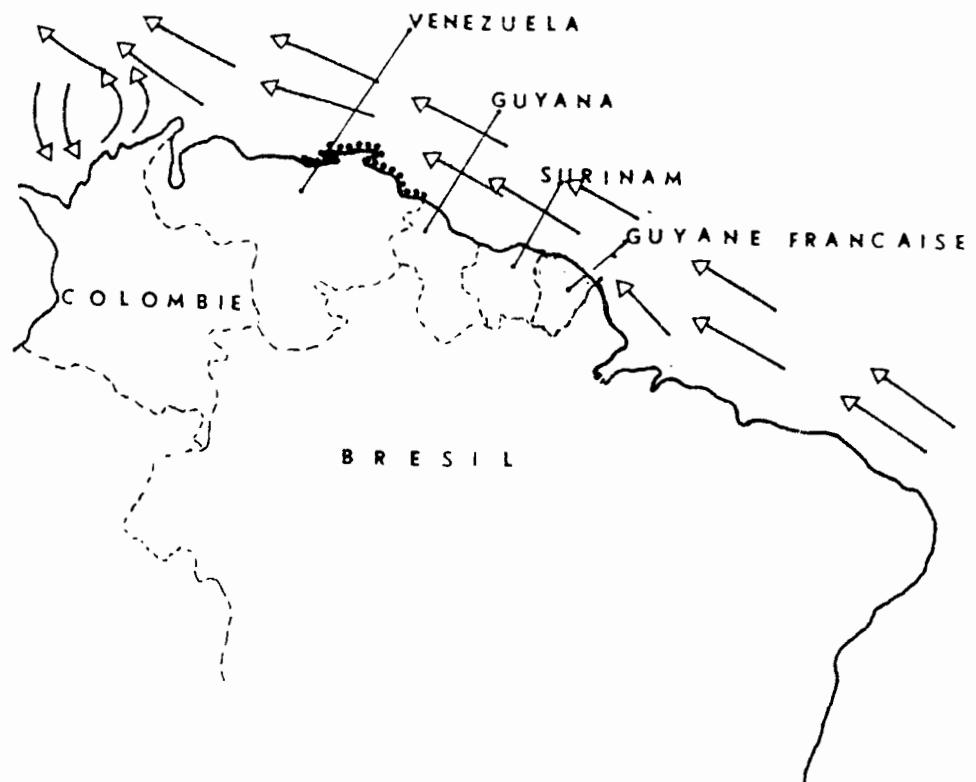 VENEZUELA
GUYANA
SURINAM
GUYANE FRANCAISE
COLOMBIE
BRESIL